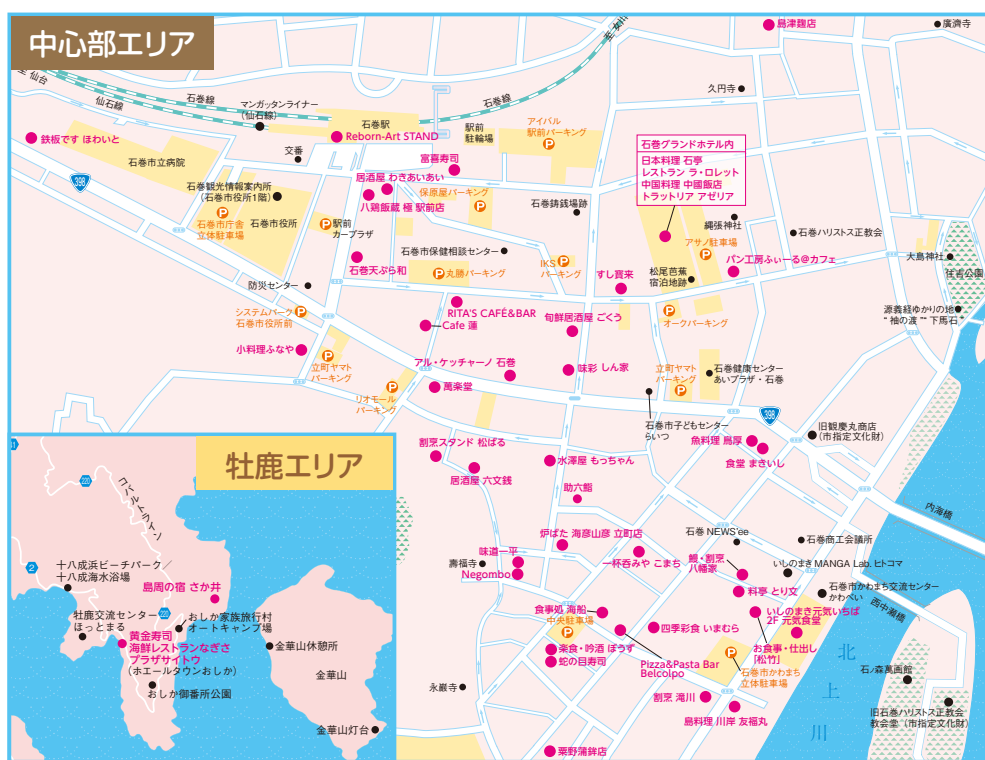 中心部エリア
島津麹店
廣濟寺
至 女川
至 仙台
仙石線
石巻線
マンガッタンライナー
(仙石線)
石巻駅
Reborn-Art STAND
石巻線
駅前
駐輪場
アイパル
駅前パーキング
P
久円寺
鉄板です ほわいと
石巻市立病院
交番
富喜寿司
石巻グランドホテル内
日本料理 石亭
レストラン ラ・ロレット
中国料理 中國飯店
トラットリア アゼリア
398
石巻観光情報案内所
(石巻市役所1階)
居酒屋 わきあいあい
八鶏飯蔵 極 駅前店
保原屋パーキング
P
石巻鋳銭場跡
縄張神社
石巻ハリストス正教会
P
石巻市庁舎
立体駐車場
石巻市役所
P
駅前
カープラザ
石巻市保健相談センター
アサノ駐車場
P
大島神社
住吉公園
石巻天ぷら和
P
丸勝パーキング
IKS
パーキング
P
すし寶来
松尾芭蕉
宿泊地跡
パン工房ふぃーる@カフェ
防災センター
システムパーク
石巻市役所前
P
RITA'S CAFÉ&BAR
Cafe 蓮
旬鮮居酒屋 ごくう
P
オークパーキング
源義経ゆかりの地
"袖の渡""下馬石"
小料理ふなや
P
立町ヤマト
パーキング
アル・ケッチャーノ 石巻
味彩 しん家
立町ヤマト
パーキング
P
石巻健康センター
あいプラザ・石巻
P
リオモール
パーキング
萬楽堂
石巻市子どもセンター
らいつ
398
旧観慶丸商店
(市指定文化財)
魚料理 鳥厚
食堂 まきいし
割烹スタンド 松ばる
居酒屋 六文銭
水澤屋 もっちゃん
助六鮨
内海橋
炉ばた 海彦山彦 立町店
石巻 NEWS'ee
石巻商工会議所
味道一平
壽福寺
Negombo
一杯呑みや こまち
鰻・割烹
八幡家
いしのまき MANGA Lab. ヒトコマ
料亭 とり文
石巻市かわまち交流センター
かわべい
西中瀬橋
食事処 海船
中央駐車場
P
四季彩食 いまむら
いしのまき元気いちば
2F 元気食堂
お食事・仕出し
「松竹」
楽食・吟酒 ぼうず
蛇の目寿司
Pizza&Pasta Bar
Belcolpo
P
石巻市かわまち
立体駐車場
北
上
川
石ノ森萬画館
永巌寺
割烹 滝川
島料理 川岸 友福丸
旧石巻ハリストス正教会
教会堂(市指定文化財)
粟野蒲鉾店
牡鹿エリア
41
220
コバルトライン
2
十八成浜ビーチパーク/
十八成海水浴場
島周の宿 さか井
牡鹿交流センター
ほっとまる
220
おしか家族旅行村
オートキャンプ場
黄金寿司
海鮮レストランなぎさ
プラザサイトウ
(ホエールタウンおしか)
おしか御番所公園
金華山休憩所
金華山
金華山灯台